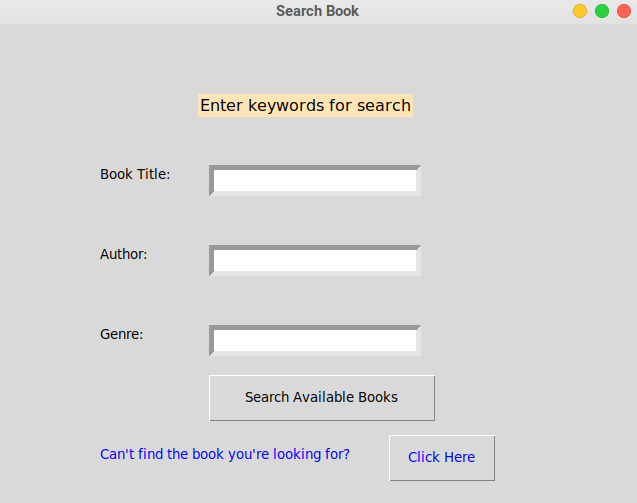 Search Book
Enter keywords for search
Book Title:
Author:
Genre:
Search Available Books
Can't find the book you're looking for?
Click Here